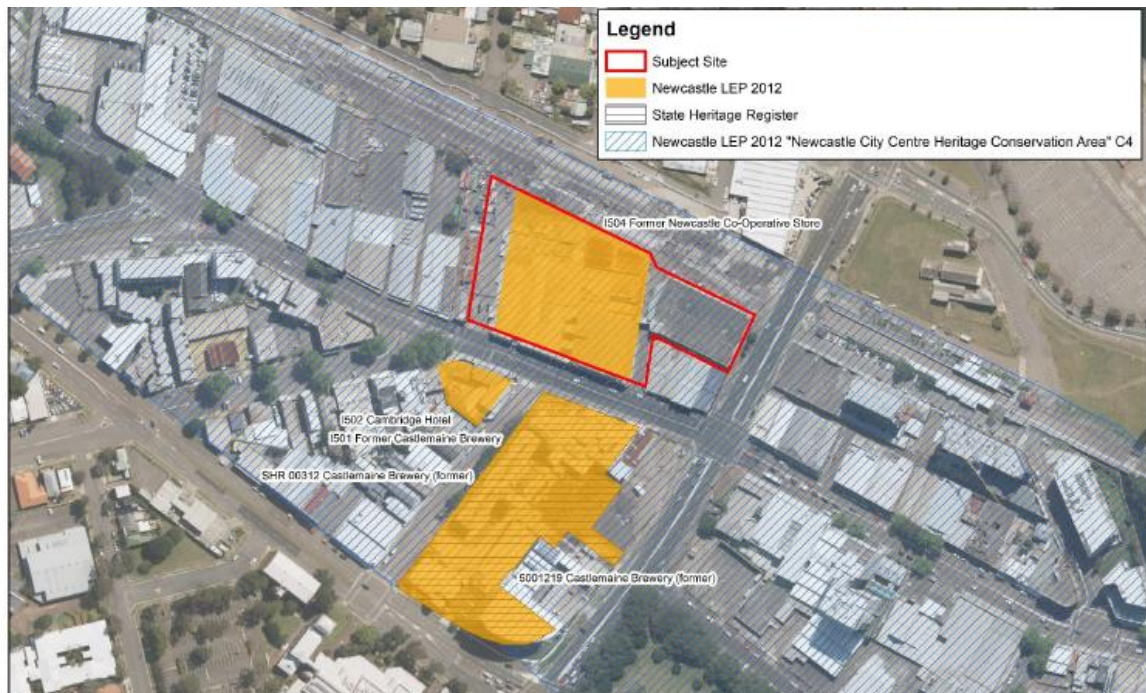 Legend
Subject Site
Newcastle LEP 2012
State Heritage Register
Newcastle LEP 2012 "Newcastle City Centre Heritage Conservation Area" C4
I504 Former Newcastle Co-Operative Store
I502 Cambridge Hotel
I501 Former Castlemaine Brewery
SHR 00312 Castlemaine Brewery (former)
5001219 Castlemaine Brewery (former)